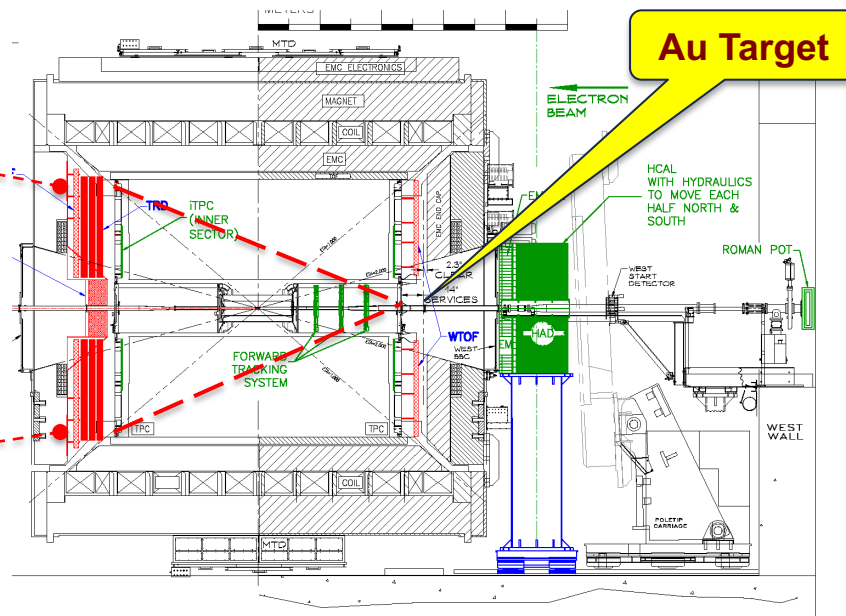 METERS
MTD
Au Target
EMC ELECTRONICS
MAGNET
ELECTRON
BEAM
COIL
EMC
HCAL
WITH HYDRAULICS
TO MOVE EACH
HALF NORTH &
SOUTH
TRD
iTPC
(INNER
SECTOR)
EMC END CAP
ROMAN POT
2.3"
CLEAR
14"
SERVICES
WEST
START
DETECTOR
WTOF
WEST
BBC
EMC
HAD
FORWARD
TRACKING
SYSTEM
TPC
TPC
WEST
WALL
COIL
POLETIP
CARRIAGE
MTD